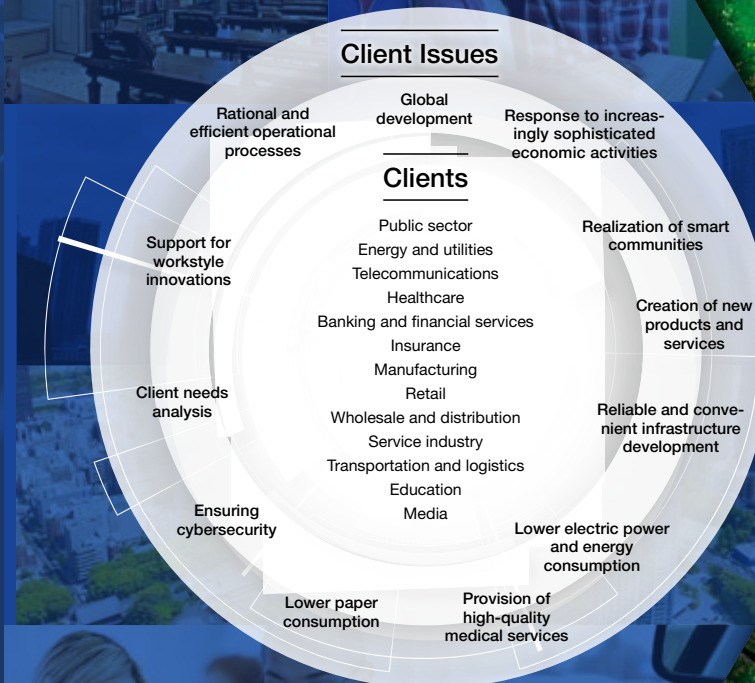 Client Issues
Global
development
Rational and
efficient operational
processes
Response to increas-
ingly sophisticated
economic activities
Clients
Public sector
Energy and utilities
Telecommunications
Healthcare
Banking and financial services
Insurance
Manufacturing
Retail
Wholesale and distribution
Service industry
Transportation and logistics
Education
Media
Support for
workstyle
innovations
Realization of smart
communities
Creation of new
products and
services
Client needs
analysis
Reliable and conve-
nient infrastructure
development
Ensuring
cybersecurity
Lower electric power
and energy
consumption
Lower paper
consumption
Provision of
high-quality
medical services